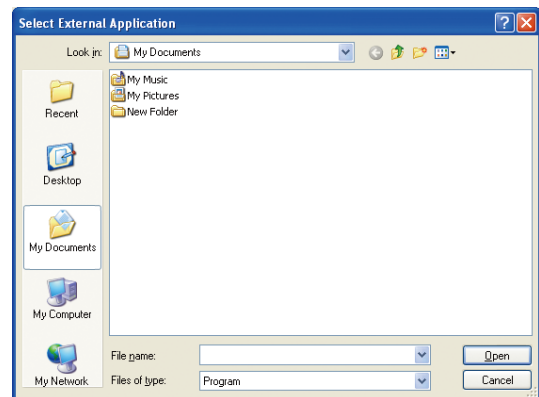 Select External Application
Look in: My Documents
My Music
My Pictures
New Folder
Recent
Desktop
My Documents
My Computer
My Network
File name:
Open
Files of type: Program
Cancel